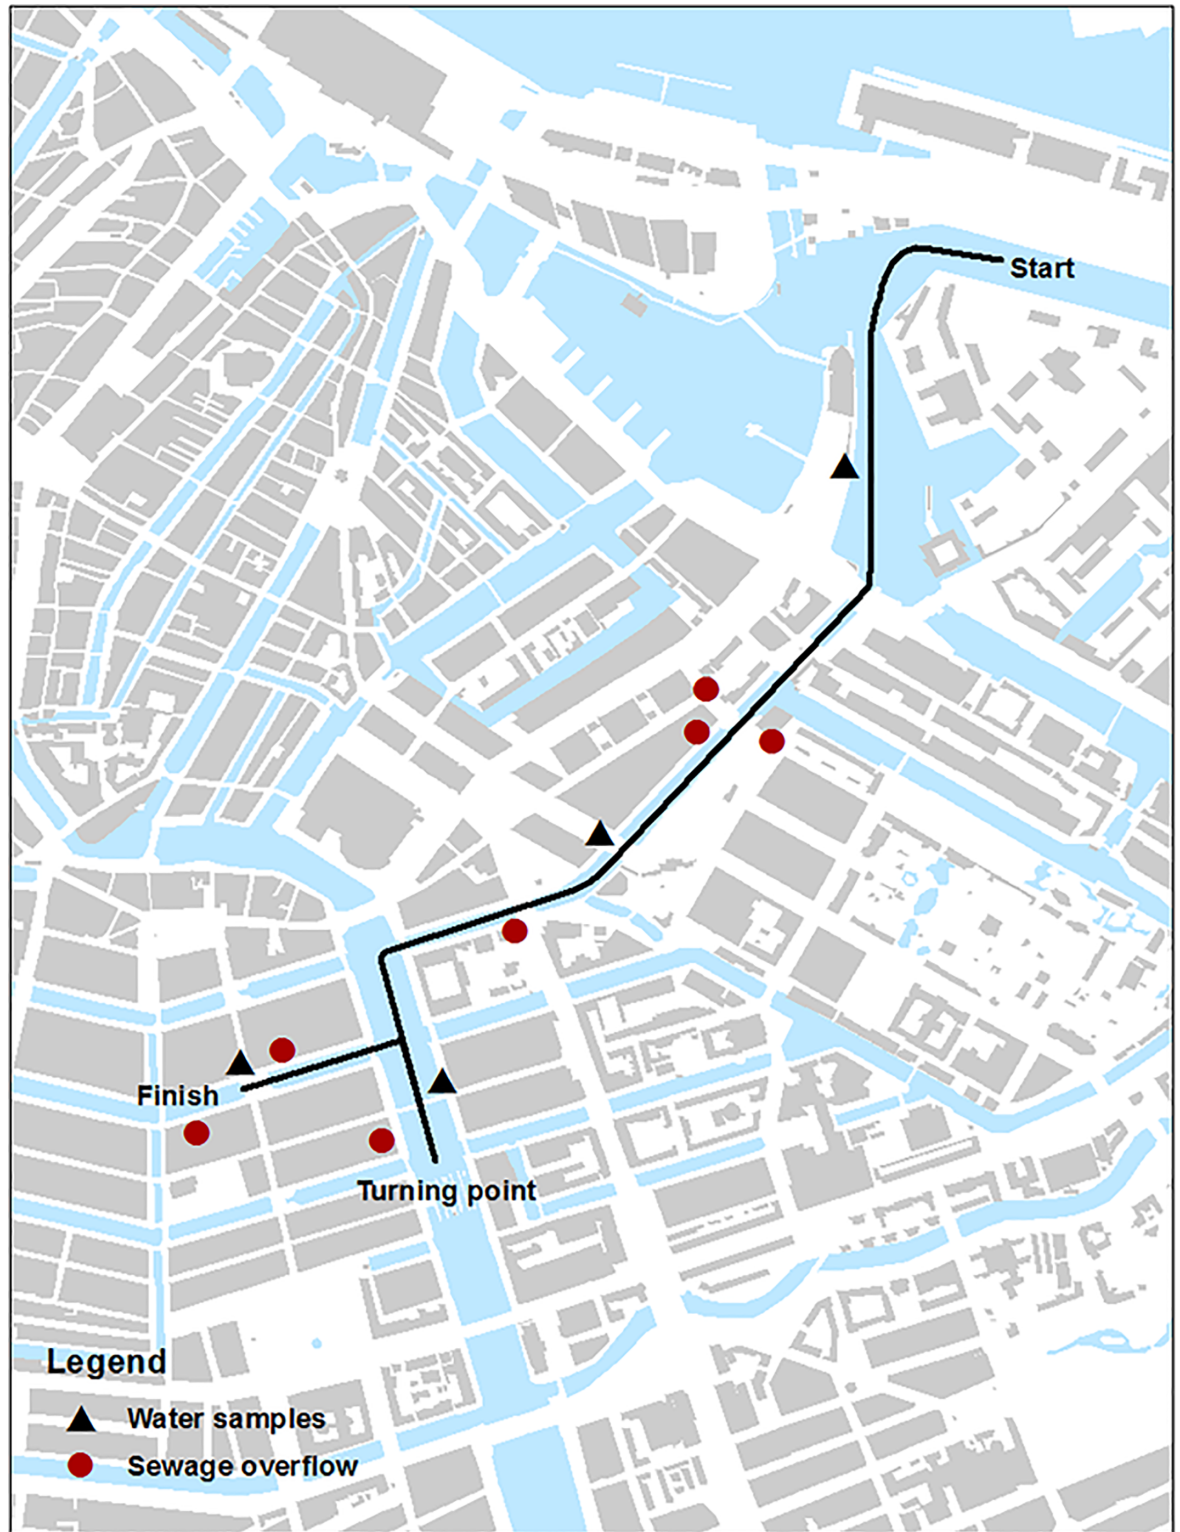 Start
Finish
Turning point
Legend
Water samples
Sewage overflow